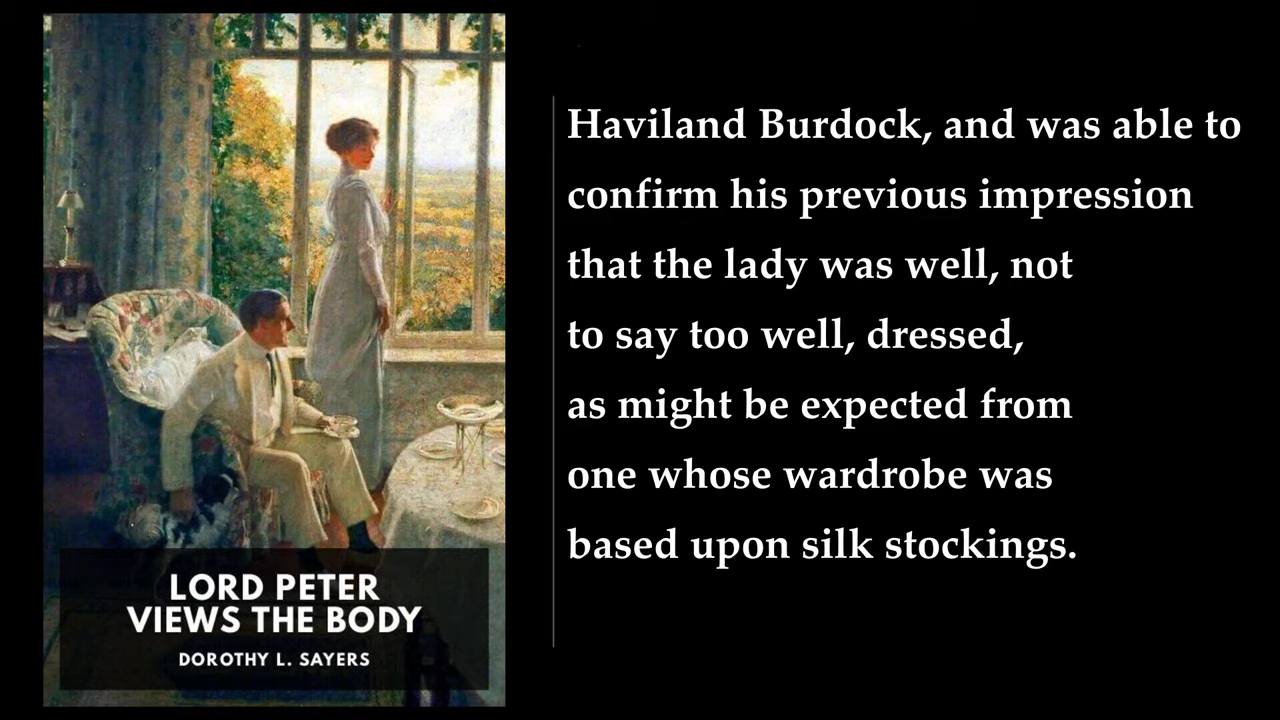 Haviland Burdock, and was able to
confirm his previous impression
that the lady was well, not
to say too well, dressed,
as might be expected from
one whose wardrobe was
based upon silk stockings.
LORD PETER
VIEWS THE BODY
DOROTHY L. SAYERS